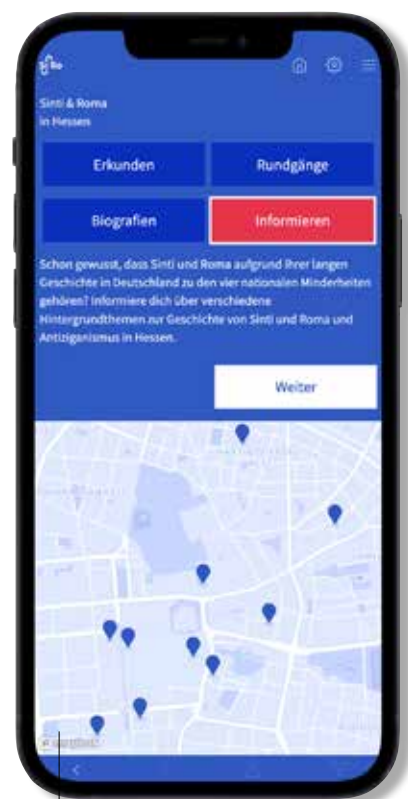 Sinti & Roma
in Hessen
Erkunden
Rundgänge
Biografien
Informieren
Schon gewusst, dass Sinti und Roma aufgrund ihrer langen
Geschichte in Deutschland zu den vier nationalen Minderheiten
gehören? Informiere dich über verschiedene
Hintergrundthemen zur Geschichte von Sinti und Roma und
Antiziganismus in Hessen.
Weiter